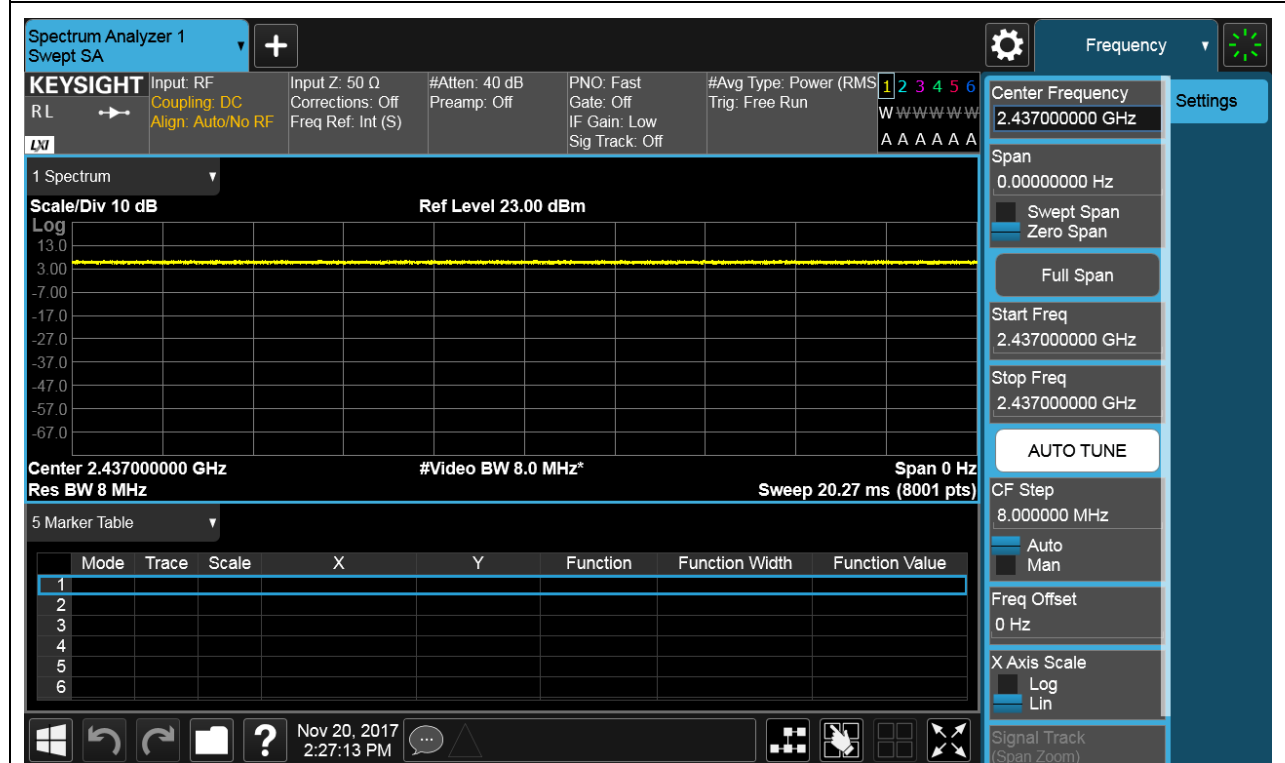 Spectrum Analyzer 1
Swept SA
Frequency
KEYSIGHT
RL
LXI
Input: RF
Coupling: DC
Align: Auto/No RF
Input Z: 50 Ω
Corrections: Off
Freq Ref: Int (S)
#Atten: 40 dB
Preamp: Off
PNO: Fast
Gate: Off
IF Gain: Low
Sig Track: Off
#Avg Type: Power (RMS
Trig: Free Run
1 2 3 4 5 6
W W W W W W
A A A A A A
1 Spectrum
Scale/Div 10 dB
Ref Level 23.00 dBm
Log
13.0
3.00
-7.00
-17.0
-27.0
-37.0
-47.0
-57.0
-67.0
Center 2.437000000 GHz
#Video BW 8.0 MHz*
Span 0 Hz
Res BW 8 MHz
Sweep 20.27 ms (8001 pts)
5 Marker Table
Mode Trace Scale X Y Function Function Width Function Value
1
2
3
4
5
6
?
Nov 20, 2017
2:27:13 PM
Center Frequency
2.437000000 GHz
Settings
Span
0.00000000 Hz
Swept Span
Zero Span
Full Span
Start Freq
2.437000000 GHz
Stop Freq
2.437000000 GHz
AUTO TUNE
CF Step
8.000000 MHz
Auto
Man
Freq Offset
0 Hz
X Axis Scale
Log
Lin
Signal Track
(Span Zoom)